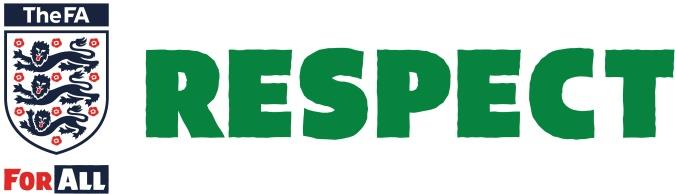 The FA
RESPECT
FOR ALL